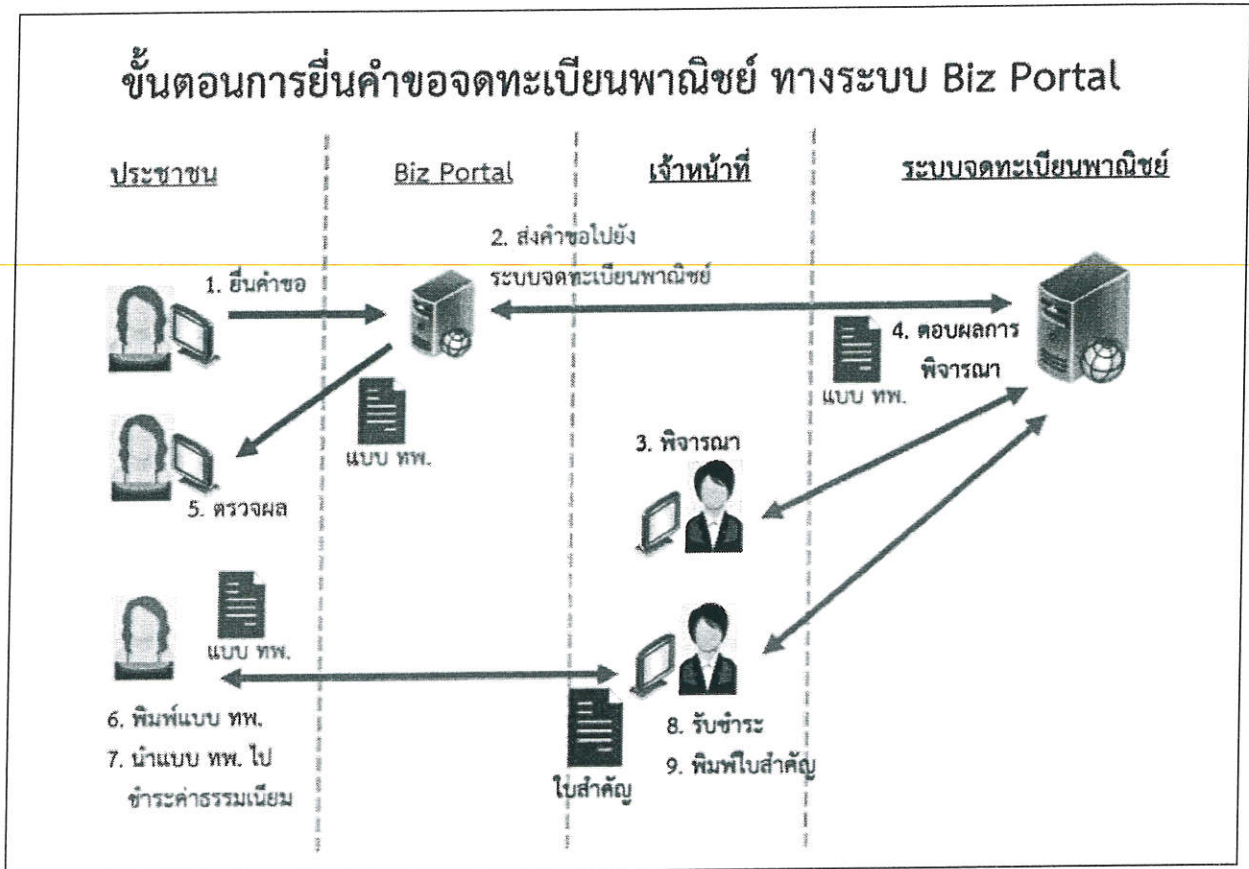 ขั้นตอนการยื่นคำขอจดทะเบียนพาณิชย์ ทางระบบ Biz Portal
ประชาชน
Biz Portal
เจ้าหน้าที่
ระบบจดทะเบียนพาณิชย์
1. ยื่นคำขอ
2. ส่งคำขอไปยัง
ระบบจดทะเบียนพาณิชย์
แบบ ทพ.
4. ตอบผลการ
พิจารณา
แบบ ทพ.
3. พิจารณา
5. ตรวจผล
แบบ ทพ.
6. พิมพ์แบบ ทพ.
7. นำแบบ ทพ. ไป
ชำระค่าธรรมเนียม
ใบสำคัญ
8. รับชำระ
9. พิมพ์ใบสำคัญ